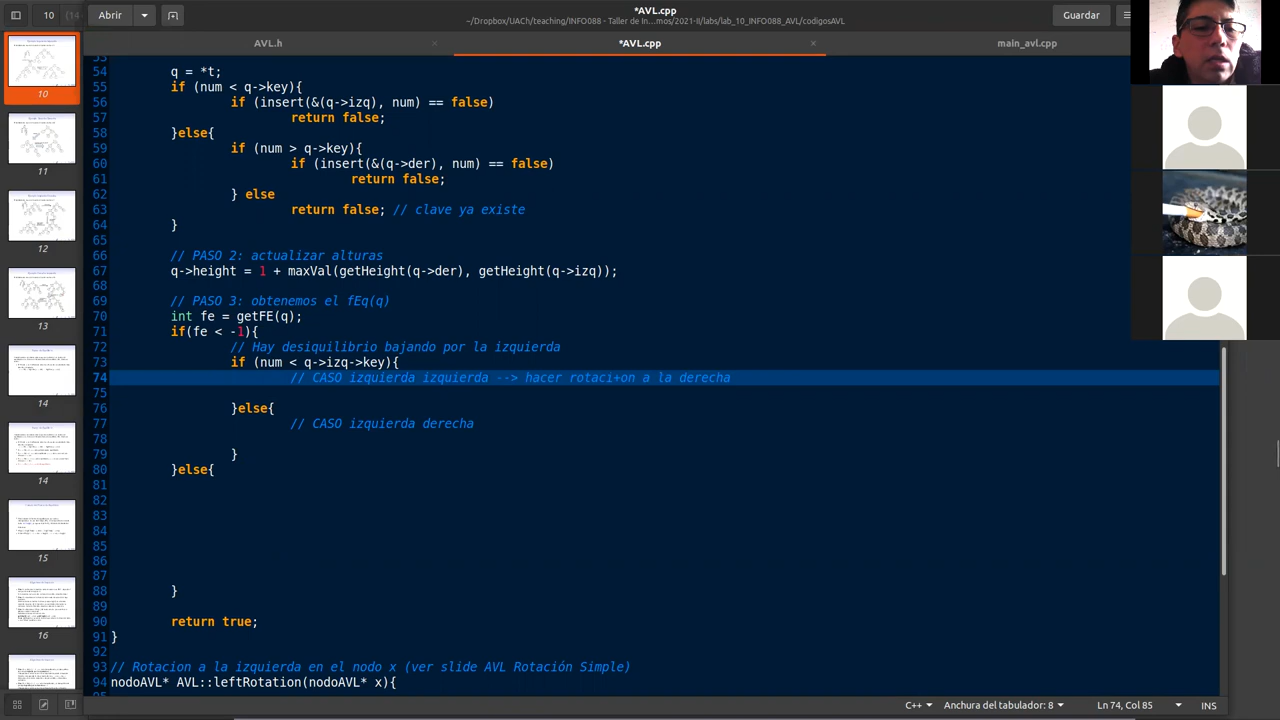 10
Abrir
*AVL.cpp
~/Dropbox/UACh/teaching/INFO088 - Taller de In…mos/2021-II/labs/lab_10_INFO088_AVL/codigosAVL
Guardar
AVL.h
*AVL.cpp
main_avl.cpp
54 q = *t;
55 if (num < q->key){
56 if (insert(&(q->izq), num) == false)
57 return false;
58 }else{
59 if (num > q->key){
60 if (insert(&(q->der), num) == false)
61 return false;
62 } else
63 return false; // clave ya existe
64 }
65
66 // PASO 2: actualizar alturas
67 q->height = 1 + maxVal(getHeight(q->der), getHeight(q->izq));
68
69 // PASO 3: obtenemos el fEq(q)
70 int fe = getFE(q);
71 if(fe < -1){
72 // Hay desiquilibrio bajando por la izquierda
73 if (num < q->izq->key){
74 // CASO izquierda izquierda --> hacer rotaci+on a la derecha
75
76 }else{
77 // CASO izquierda derecha
78
79 }
80 }else{
81
82
83
84
85
86
87
88 }
89
90 return true;
91 }
92
93 // Rotacion a la izquierda en el nodo x (ver slide AVL Rotación Simple)
94 nodoAVL* AVL::leftRotation(nodoAVL* x){
10
11
12
13
14
14
15
16
C++
Anchura del tabulador: 8
Ln 74, Col 85
INS